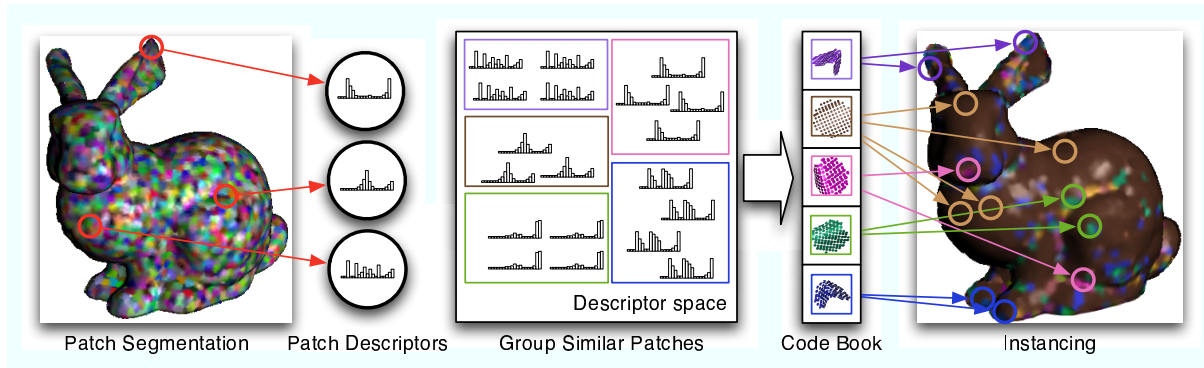 Descriptor space
Patch Segmentation
Patch Descriptors
Group Similar Patches
Code Book
Instancing